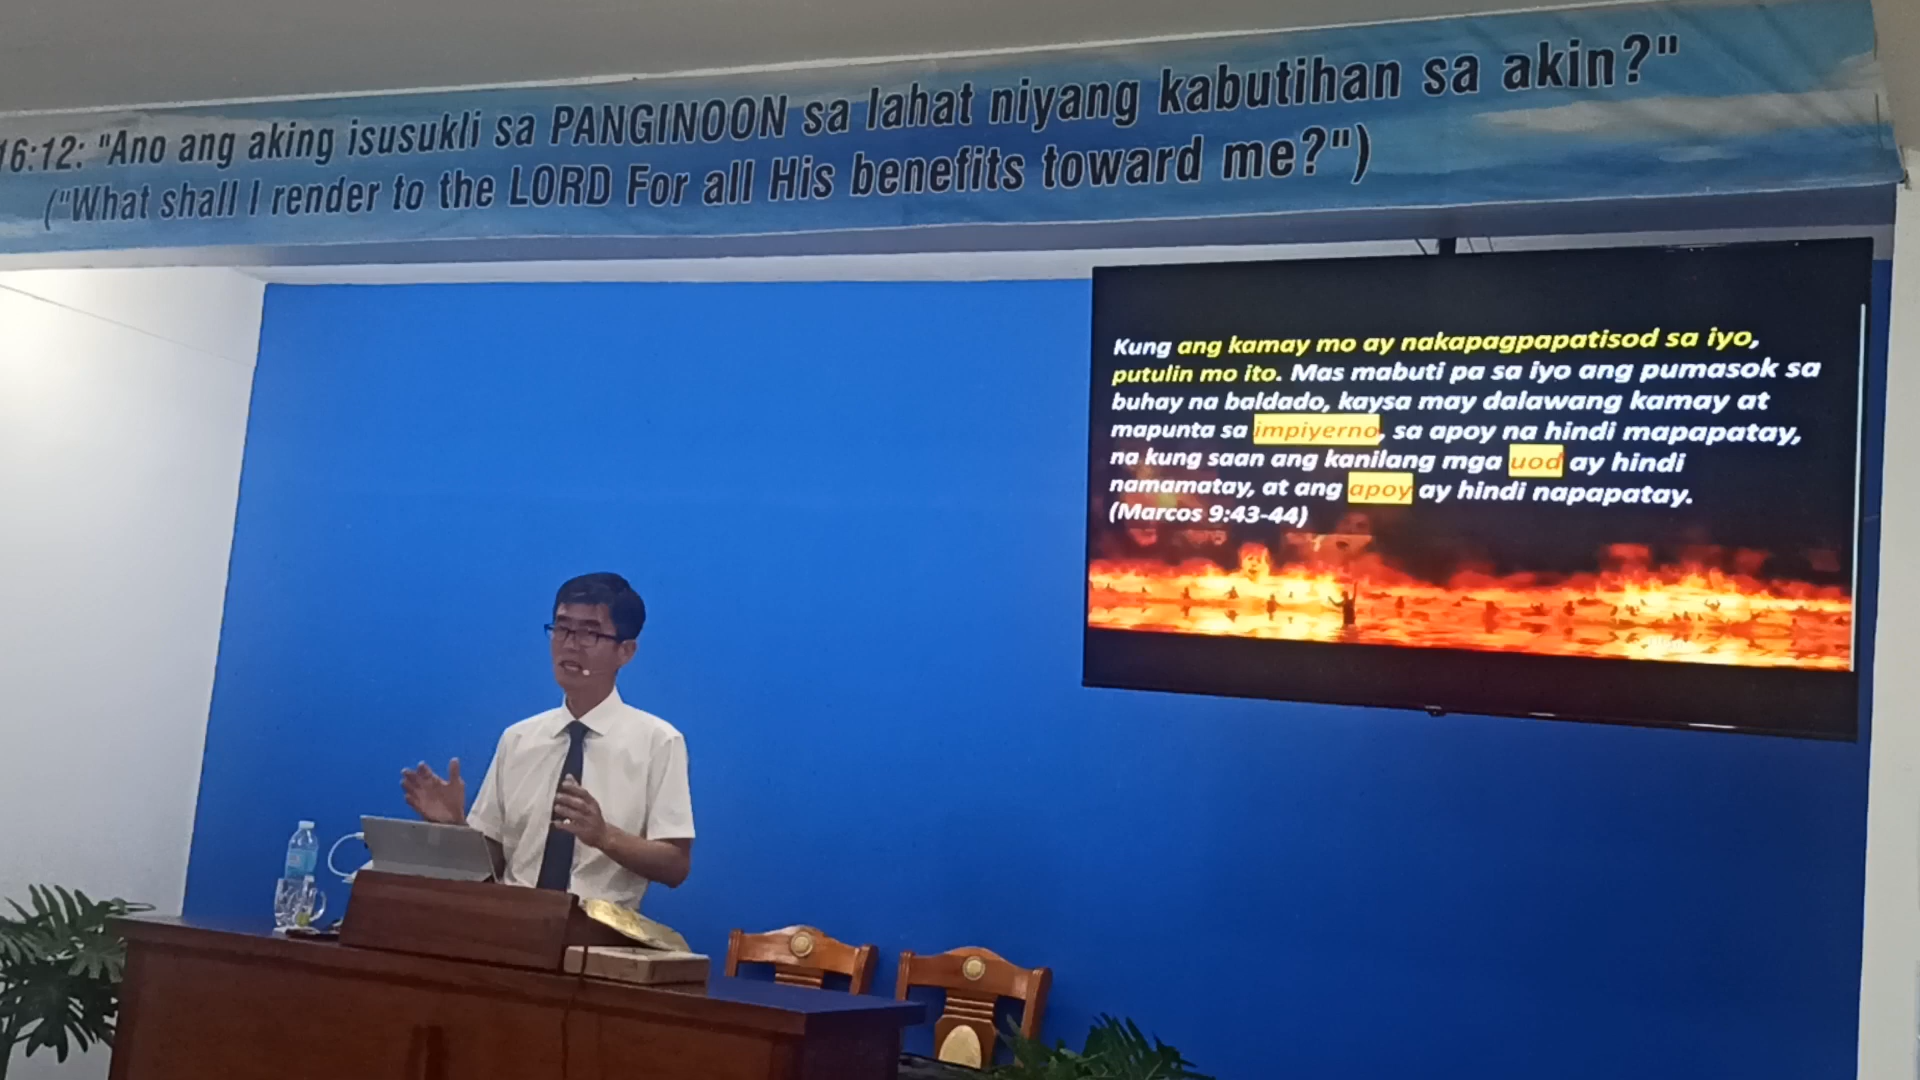 16:12: "Ano ang aking isusukli sa PANGINOON sa lahat niyang kabutihan sa akin?"
("What shall I render to the LORD For all His benefits toward me?")
Kung ang kamay mo ay nakapagpapatisod sa iyo,
putulin mo ito. Mas mabuti pa sa iyo ang pumasok sa
buhay na baldado, kaysa may dalawang kamay at
mapunta sa impiyerno, sa apoy na hindi mapapatay,
na kung saan ang kanilang mga uod ay hindi
namamatay, at ang apoy ay hindi napapatay.
(Marcos 9:43-44)